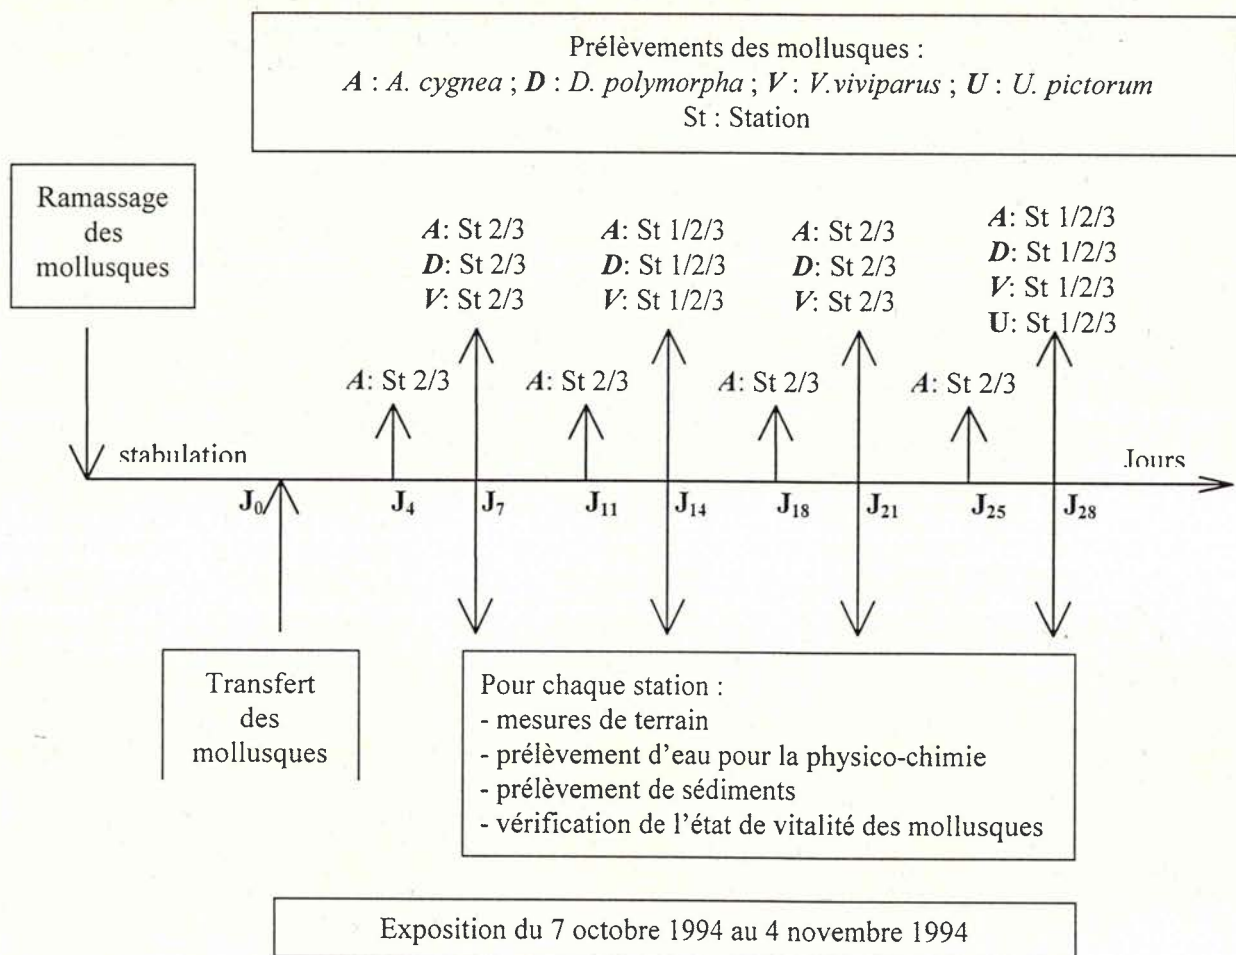 Prélèvements des mollusques :
A : A. cygnea ; D : D. polymorpha ; V : V.viviparus ; U : U. pictorum
St : Station
Ramassage
des
mollusques
A: St 2/3
D: St 2/3
V: St 2/3
A: St 1/2/3
D: St 1/2/3
V: St 1/2/3
A: St 2/3
D: St 2/3
V: St 2/3
A: St 1/2/3
D: St 1/2/3
V: St 1/2/3
U: St 1/2/3
A: St 2/3
A: St 2/3
A: St 2/3
A: St 2/3
stabulation
Jours
J₀ J₄ J₇ J₁₁ J₁₄ J₁₈ J₂₁ J₂₅ J₂₈
Transfert
des
mollusques
Pour chaque station :
- mesures de terrain
- prélèvement d'eau pour la physico-chimie
- prélèvement de sédiments
- vérification de l'état de vitalité des mollusques
Exposition du 7 octobre 1994 au 4 novembre 1994